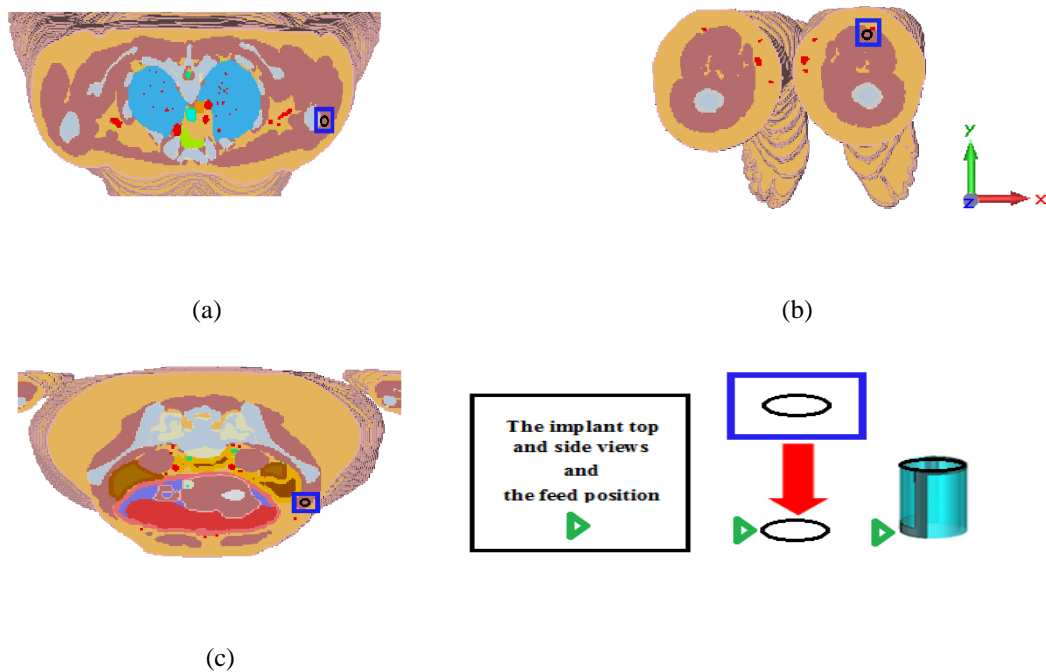 y
z
x
(a)
(b)
The implant top
and side views
and
the feed position
(c)